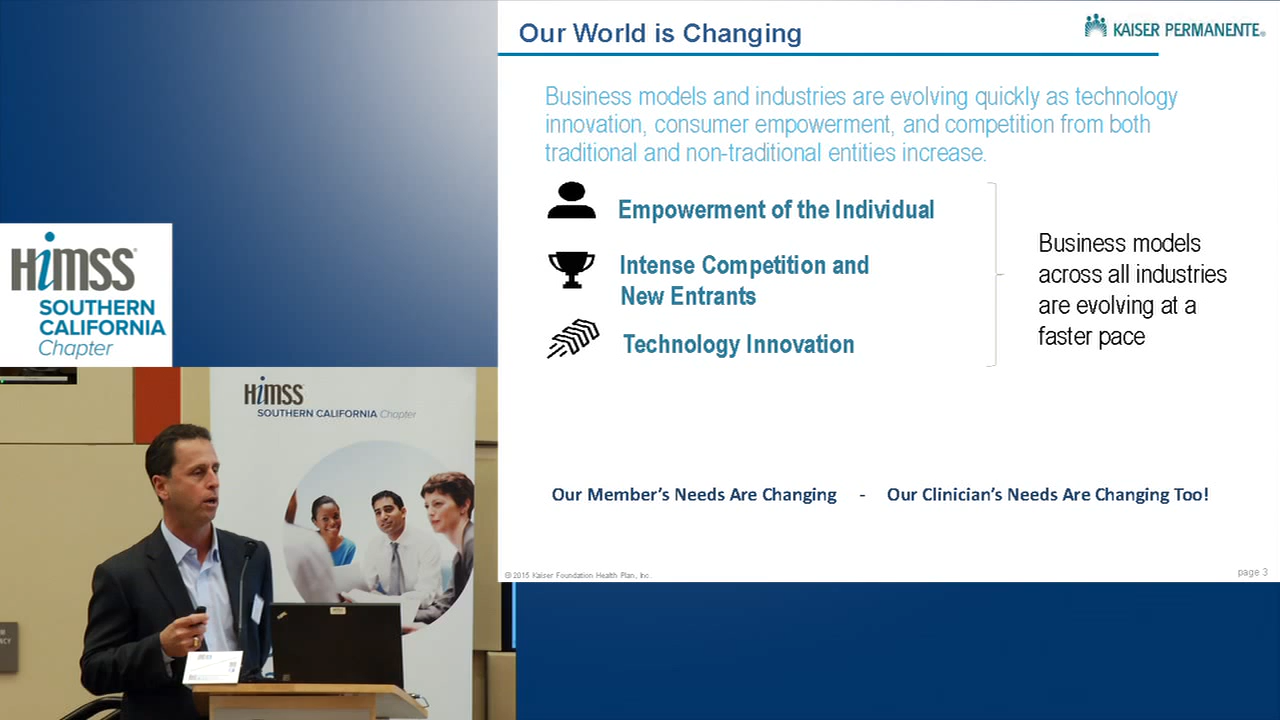 Our World is Changing
KAISER PERMANENTE®
Business models and industries are evolving quickly as technology
innovation, consumer empowerment, and competition from both
traditional and non-traditional entities increase.
Empowerment of the Individual
Intense Competition and
New Entrants
Technology Innovation
Business models
across all industries
are evolving at a
faster pace
Our Member's Needs Are Changing - Our Clinician's Needs Are Changing Too!
© 2015 Kaiser Foundation Health Plan, Inc.
page 3
HiMSS®
SOUTHERN
CALIFORNIA
Chapter
HiMSS
SOUTHERN CALIFORNIA Chapter